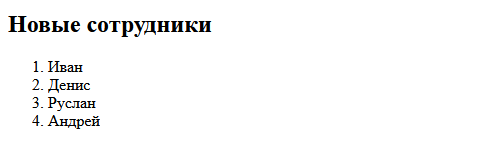 Новые сотрудники
1. Иван
2. Денис
3. Руслан
4. Андрей